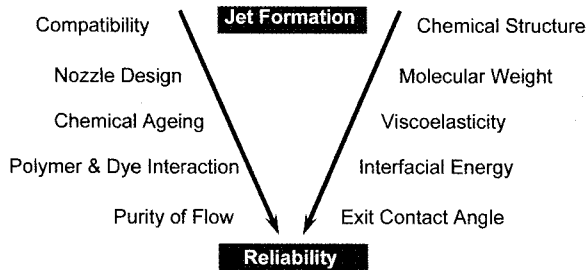 Jet Formation
Compatibility
Chemical Structure
Nozzle Design
Molecular Weight
Chemical Ageing
Viscoelasticity
Polymer & Dye Interaction
Interfacial Energy
Purity of Flow
Exit Contact Angle
Reliability